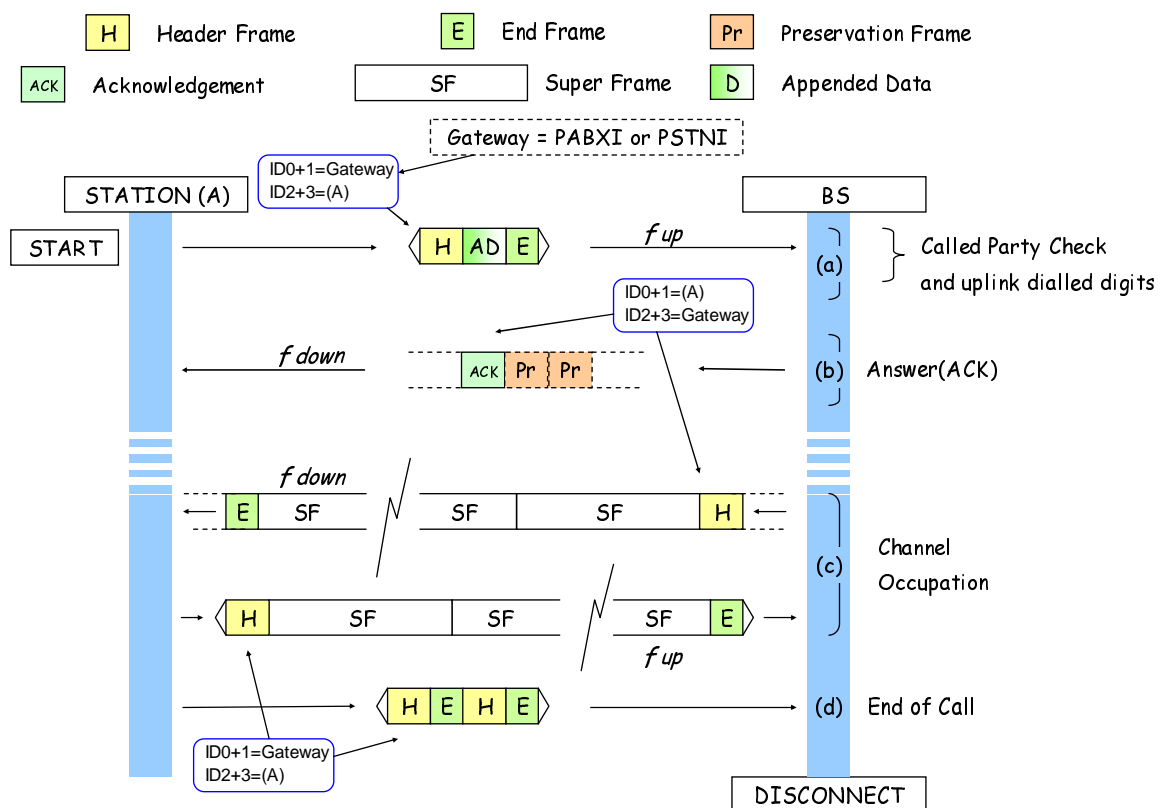 H Header Frame E End Frame Pr Preservation Frame
ACK Acknowledgement SF Super Frame D Appended Data
Gateway = PABXI or PSTNI
ID0+1=Gateway
ID2+3=(A)
STATION (A)
BS
START
H AD E
f up
(a)
Called Party Check
and uplink dialled digits
ID0+1=(A)
ID2+3=Gateway
f down
ACK Pr Pr
(b)
Answer(ACK)
f down
E SF SF SF H
(c)
Channel
Occupation
H SF SF SF E
f up
H E H E
(d)
End of Call
ID0+1=Gateway
ID2+3=(A)
DISCONNECT